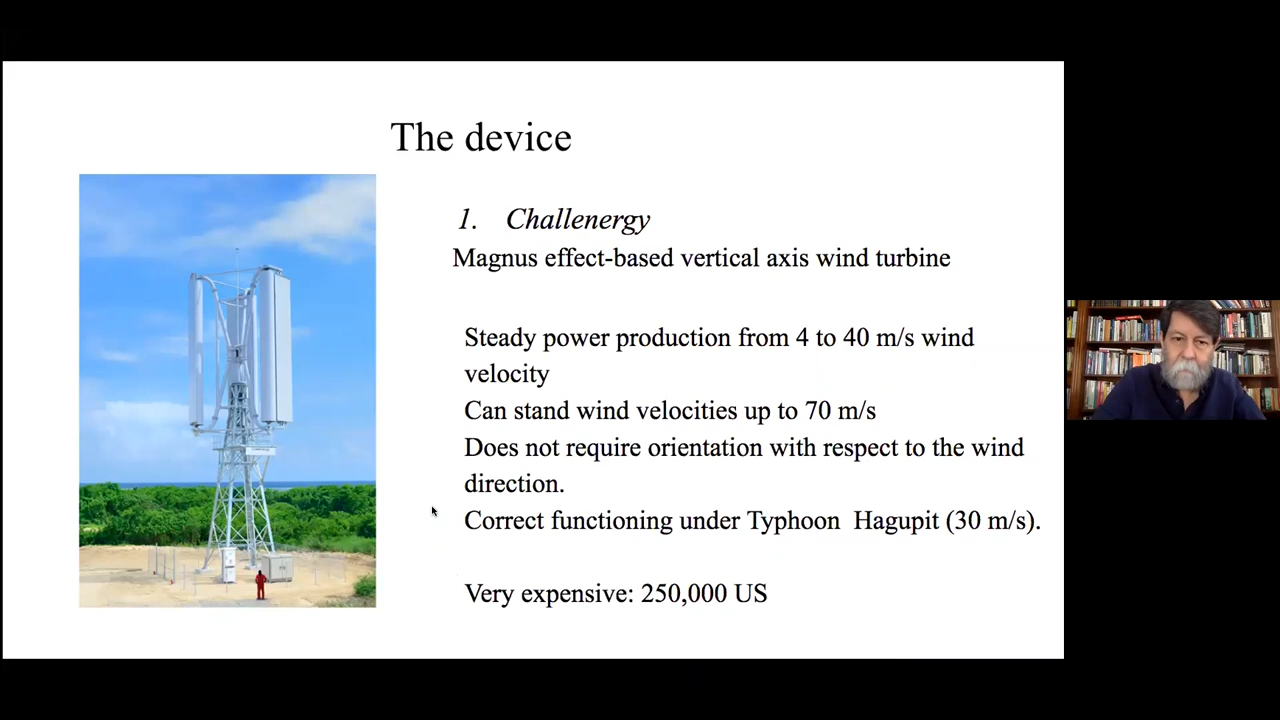 The device
1. Challenergy
Magnus effect-based vertical axis wind turbine
Steady power production from 4 to 40 m/s wind
velocity
Can stand wind velocities up to 70 m/s
Does not require orientation with respect to the wind
direction.
Correct functioning under Typhoon Hagupit (30 m/s).
Very expensive: 250,000 US